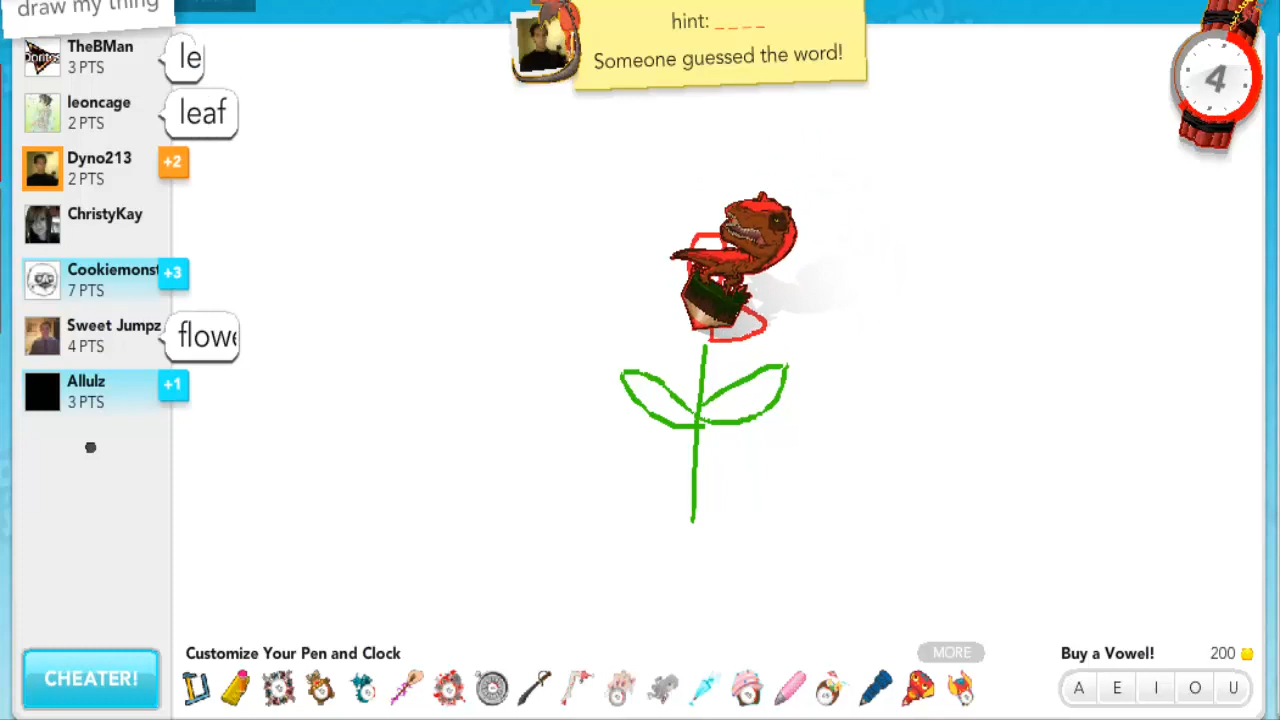 draw my thing
hint: _ _ _ _
Someone guessed the word!
4
TheBMan
3 PTS
le
Doritos
leoncage
2 PTS
leaf
Dyno213
2 PTS
+2
ChristyKay
Cookiemonst
7 PTS
+3
Sweet Jumpz
4 PTS
flowe
Allulz
3 PTS
+1
CHEATER!
Customize Your Pen and Clock
MORE
Buy a Vowel!
200
A E I O U